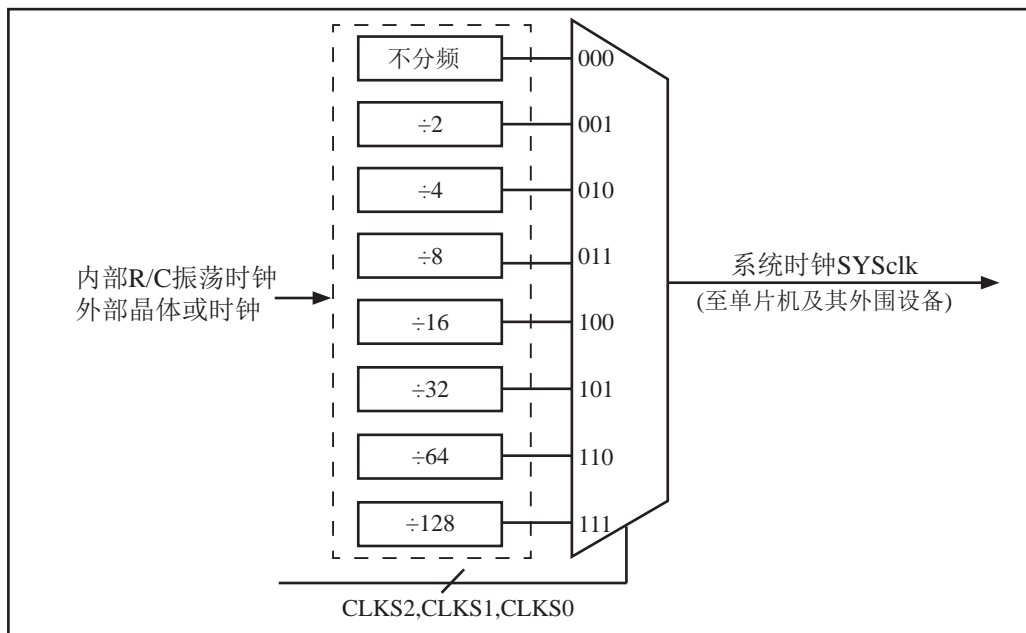 不分频
000
÷2
001
÷4
010
÷8
011
÷16
100
÷32
101
÷64
110
÷128
111
内部R/C振荡时钟
外部晶体或时钟
系统时钟SYSclk
(至单片机及其外围设备)
CLKS2,CLKS1,CLKS0